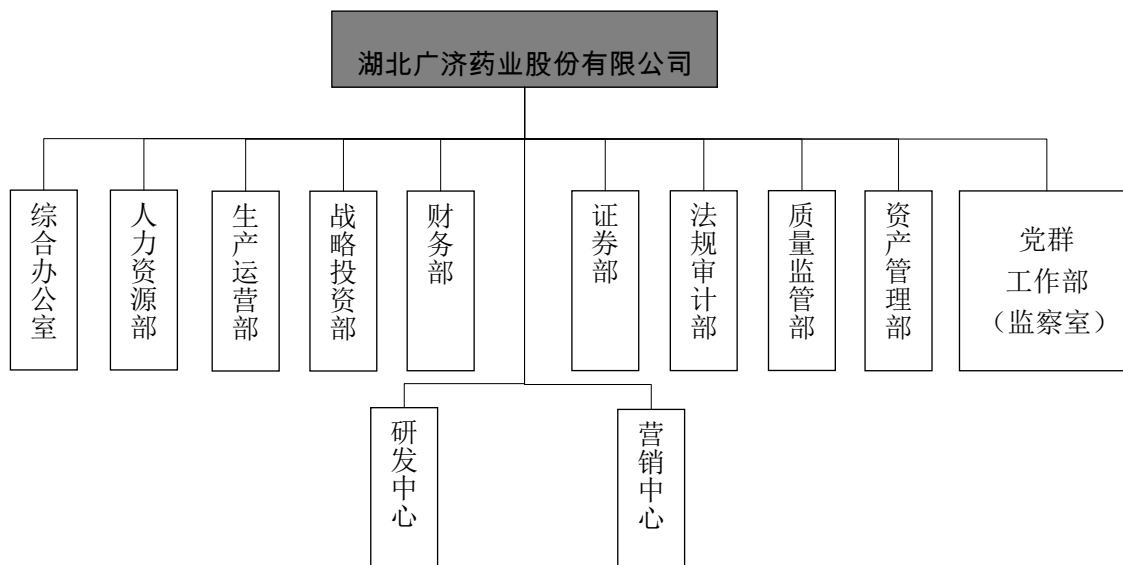 湖北广济药业股份有限公司
综合办公室
人力资源部
生产运营部
战略投资部
财务部
证券部
法规审计部
质量监管部
资产管理部
党群
工作部
（监察室）
研发中心
营销中心